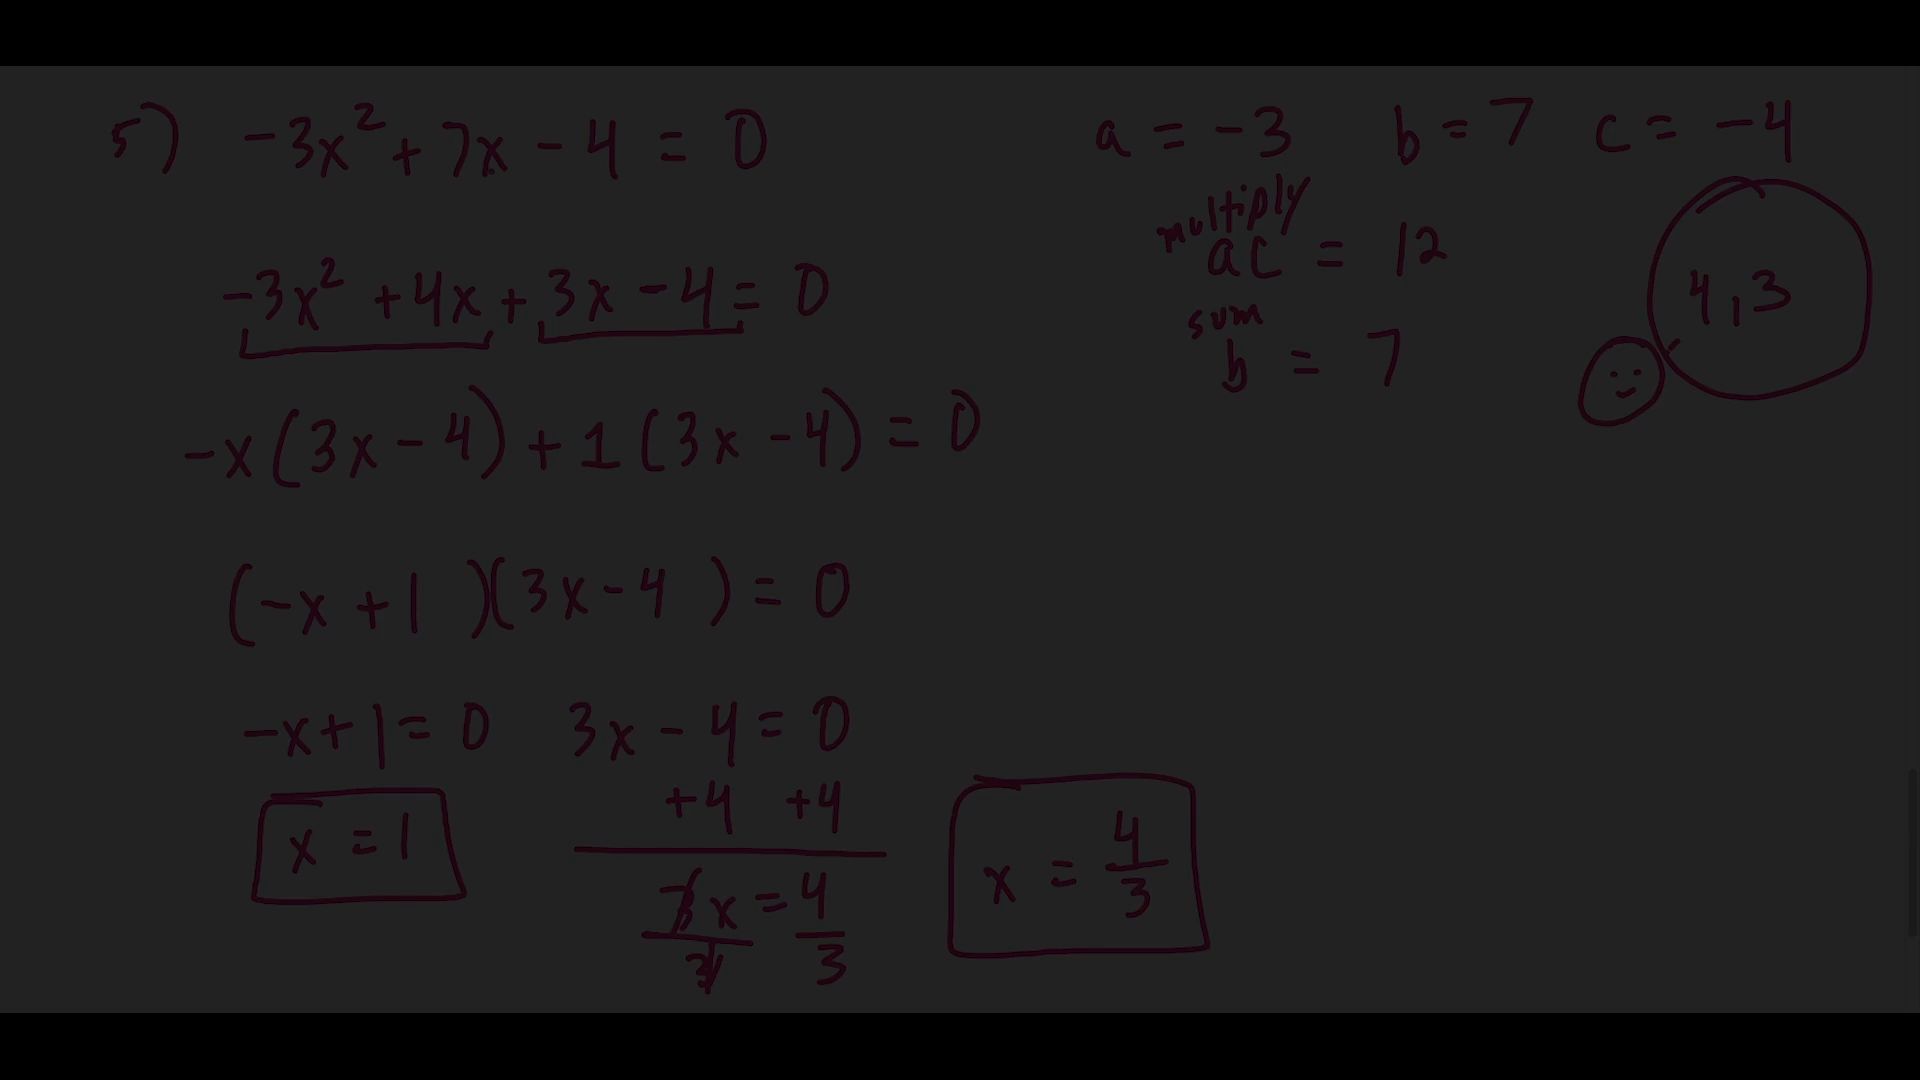 5) -3x² + 7x - 4 = 0
a = -3 b = 7 c = -4
multiply
ac = 12
4, 3
sum
b = 7
-3x² + 4x + 3x - 4 = 0
-x(3x - 4) + 1(3x - 4) = 0
(-x + 1)(3x - 4) = 0
-x + 1 = 0 3x - 4 = 0
+4 +4
x = 1
3x/3 = 4/3
x = 4/3